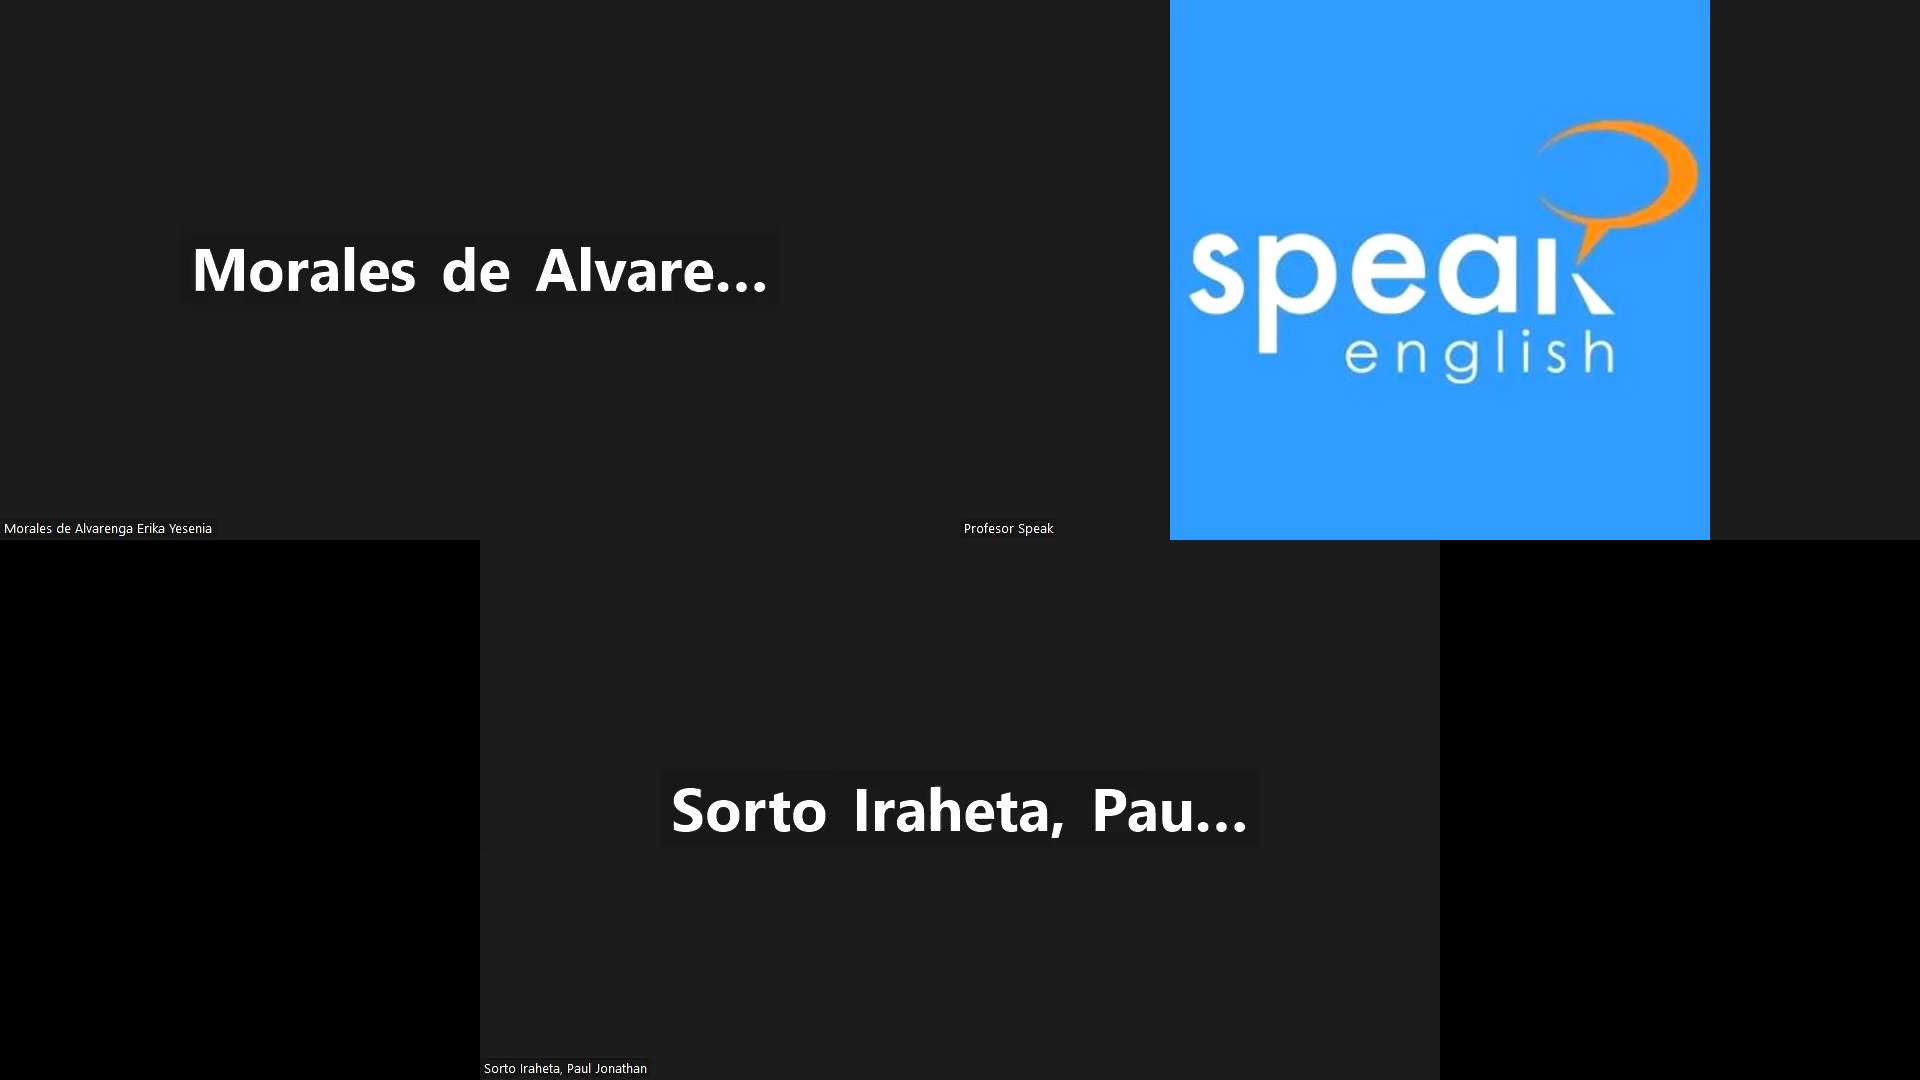 Morales de Alvare...
speak
english
Morales de Alvarenga Erika Yesenia
Profesor Speak
Sorto Iraheta, Pau...
Sorto Iraheta, Paul Jonathan